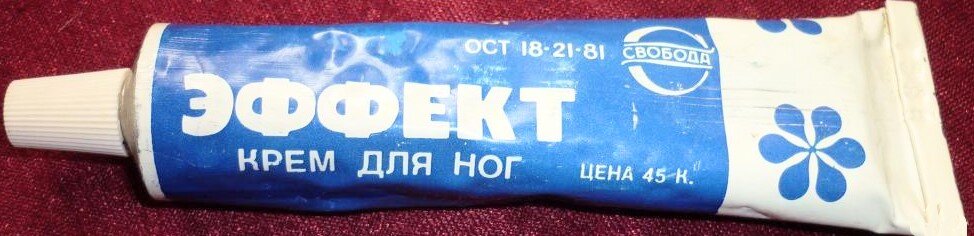 ОСТ 18-21-81
СВОБОДА
ЭФФЕКТ
КРЕМ ДЛЯ НОГ
ЦЕНА 45 К.